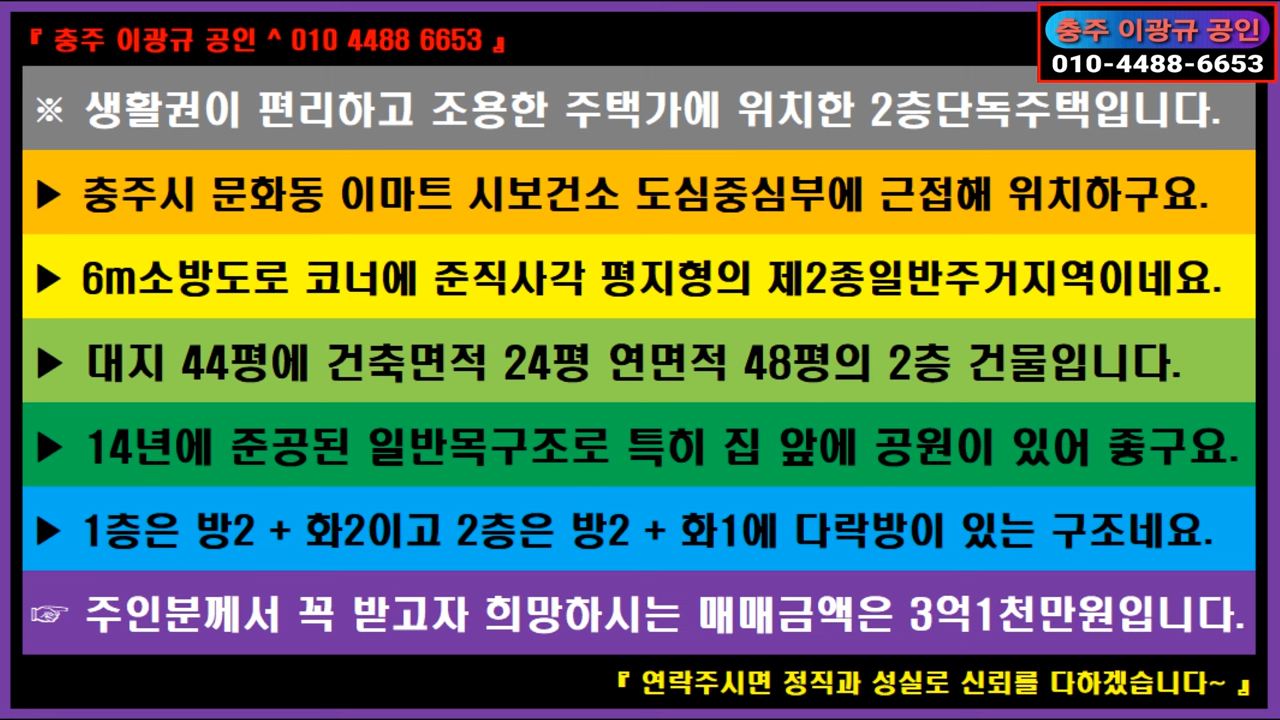 『 충주 이광규 공인 ^ 010 4488 6653 』
충주 이광규 공인
010-4488-6653
※ 생활권이 편리하고 조용한 주택가에 위치한 2층단독주택입니다.
▶ 충주시 문화동 이마트 시보건소 도심중심부에 근접해 위치하구요.
▶ 6m소방도로 코너에 준직사각 평지형의 제2종일반주거지역이네요.
▶ 대지 44평에 건축면적 24평 연면적 48평의 2층 건물입니다.
▶ 14년에 준공된 일반목구조로 특히 집 앞에 공원이 있어 좋구요.
▶ 1층은 방2 + 화2이고 2층은 방2 + 화1에 다락방이 있는 구조네요.
☞ 주인분께서 꼭 받고자 희망하시는 매매금액은 3억1천만원입니다.
『 연락주시면 정직과 성실로 신뢰를 다하겠습니다~ 』